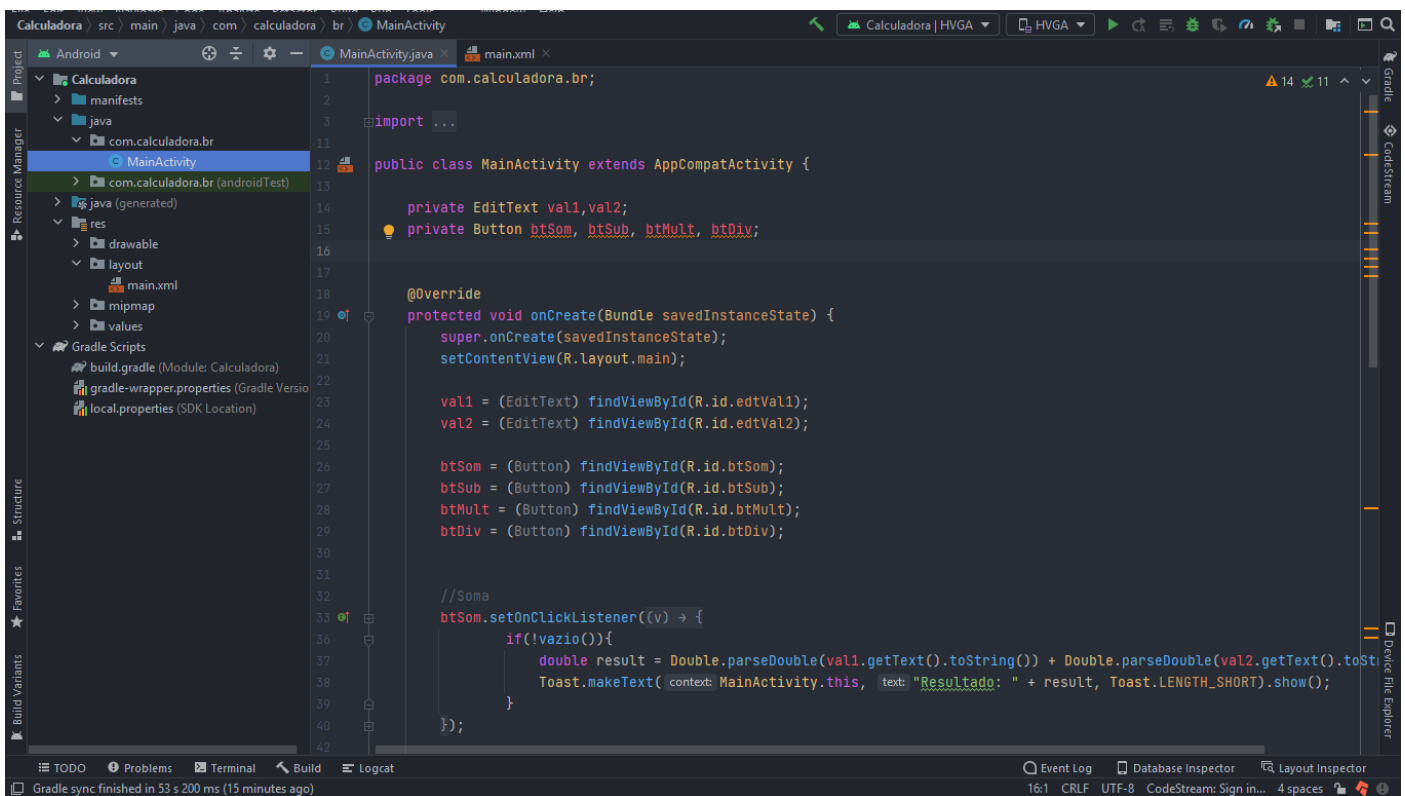 Calculadora 〉 src 〉 main 〉 java 〉 com 〉 calculadora 〉 br 〉 MainActivity
Calculadora | HVGA
HVGA
Android
MainActivity.java
main.xml
Project
Resource Manager
Structure
Favorites
Build Variants
Calculadora
manifests
java
com.calculadora.br
MainActivity
com.calculadora.br (androidTest)
java (generated)
res
drawable
layout
main.xml
mipmap
values
Gradle Scripts
build.gradle (Module: Calculadora)
gradle-wrapper.properties (Gradle Versio
local.properties (SDK Location)
14 11
1 package com.calculadora.br;
2
3 import ...
11
12 public class MainActivity extends AppCompatActivity {
13
14 private EditText val1,val2;
15 private Button btSom, btSub, btMult, btDiv;
16
17
18 @Override
19 protected void onCreate(Bundle savedInstanceState) {
20 super.onCreate(savedInstanceState);
21 setContentView(R.layout.main);
22
23 val1 = (EditText) findViewById(R.id.edtVal1);
24 val2 = (EditText) findViewById(R.id.edtVal2);
25
26 btSom = (Button) findViewById(R.id.btSom);
27 btSub = (Button) findViewById(R.id.btSub);
28 btMult = (Button) findViewById(R.id.btMult);
29 btDiv = (Button) findViewById(R.id.btDiv);
30
31
32 //Soma
33 btSom.setOnClickListener((v) → {
36 if(!vazio()){
37 double result = Double.parseDouble(val1.getText().toString()) + Double.parseDouble(val2.getText().toSt
38 Toast.makeText( context: MainActivity.this, text: "Resultado: " + result, Toast.LENGTH_SHORT).show();
39 }
40 });
42
Gradle
CodeStream
Device File Explorer
TODO Problems Terminal Build Logcat
Event Log Database Inspector Layout Inspector
Gradle sync finished in 53 s 200 ms (15 minutes ago)
16:1 CRLF UTF-8 CodeStream: Sign in... 4 spaces